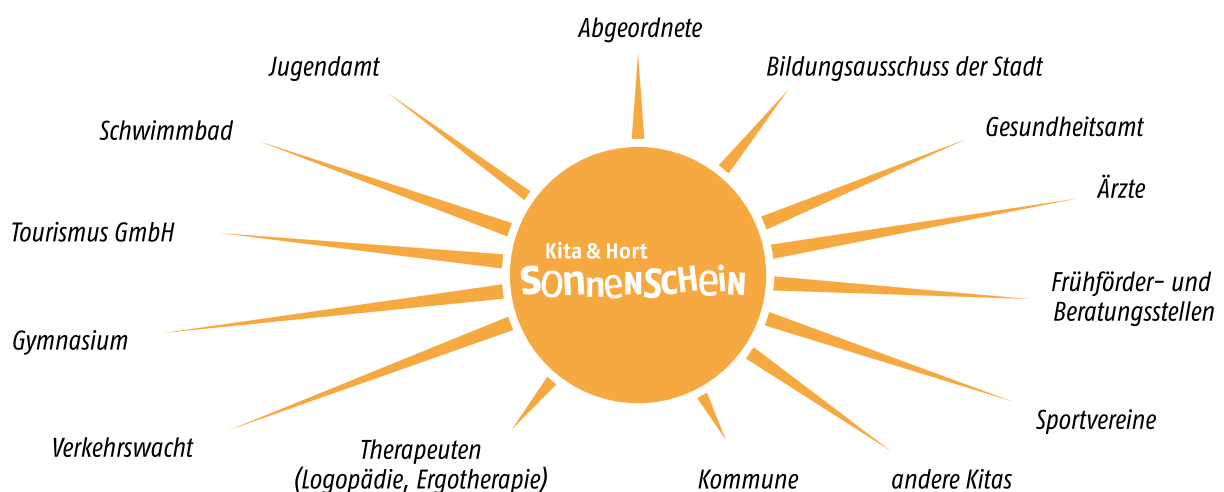 Abgeordnete
Jugendamt
Bildungsausschuss der Stadt
Schwimmbad
Gesundheitsamt
Ärzte
Tourismus GmbH
Kita & Hort
SONNENSCHEIN
Frühförder- und
Beratungsstellen
Gymnasium
Sportvereine
Verkehrswacht
Therapeuten
(Logopädie, Ergotherapie)
Kommune
andere Kitas